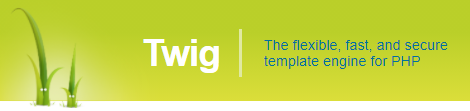 Twig
The flexible, fast, and secure
template engine for PHP